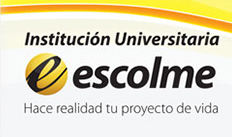 Institución Universitaria
e escolme
Hace realidad tu proyecto de vida